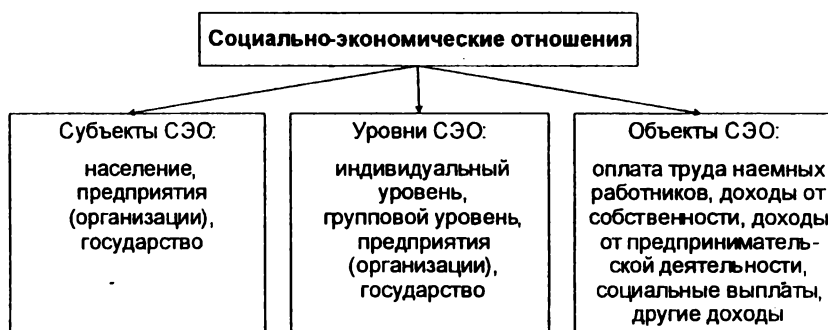 Социально-экономические отношения
Субъекты СЭО:
население,
предприятия
(организации),
государство
Уровни СЭО:
индивидуальный
уровень,
групповой уровень,
предприятия
(организации),
государство
Объекты СЭО:
оплата труда наемных
работников, доходы от
собственности, доходы
от предприниматель-
ской деятельности,
социальные выплаты,
другие доходы